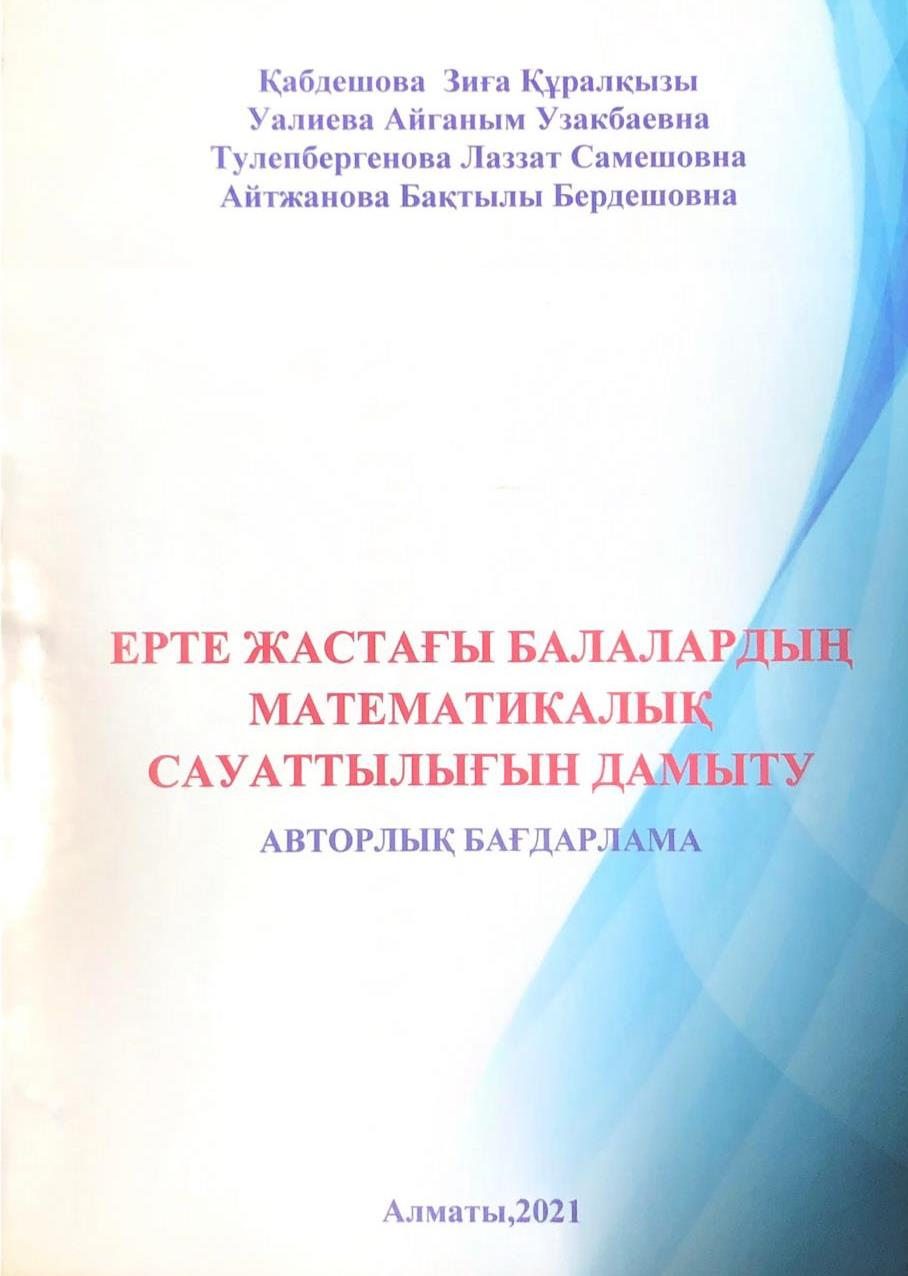 Қабдешова Зиға Құралқызы
Уалиева Айганым Узакбаевна
Тулепбергенова Лаззат Самешовна
Айтжанова Бақтылы Бердешовна
ЕРТЕ ЖАСТАҒЫ БАЛАЛАРДЫҢ
МАТЕМАТИКАЛЫҚ
САУАТТЫЛЫҒЫН ДАМЫТУ
АВТОРЛЫҚ БАҒДАРЛАМА
Алматы,2021